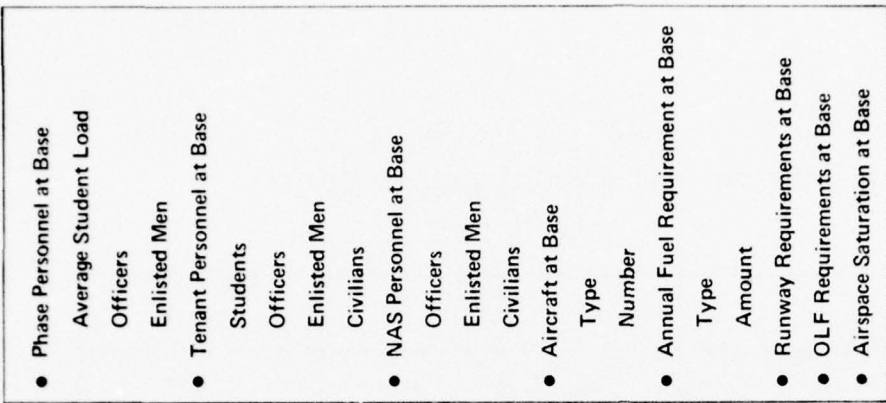 • Phase Personnel at Base
Average Student Load
Officers
Enlisted Men
• Tenant Personnel at Base
Students
Officers
Enlisted Men
Civilians
• NAS Personnel at Base
Officers
Enlisted Men
Civilians
• Aircraft at Base
Type
Number
• Annual Fuel Requirement at Base
Type
Amount
• Runway Requirements at Base
• OLF Requirements at Base
• Airspace Saturation at Base